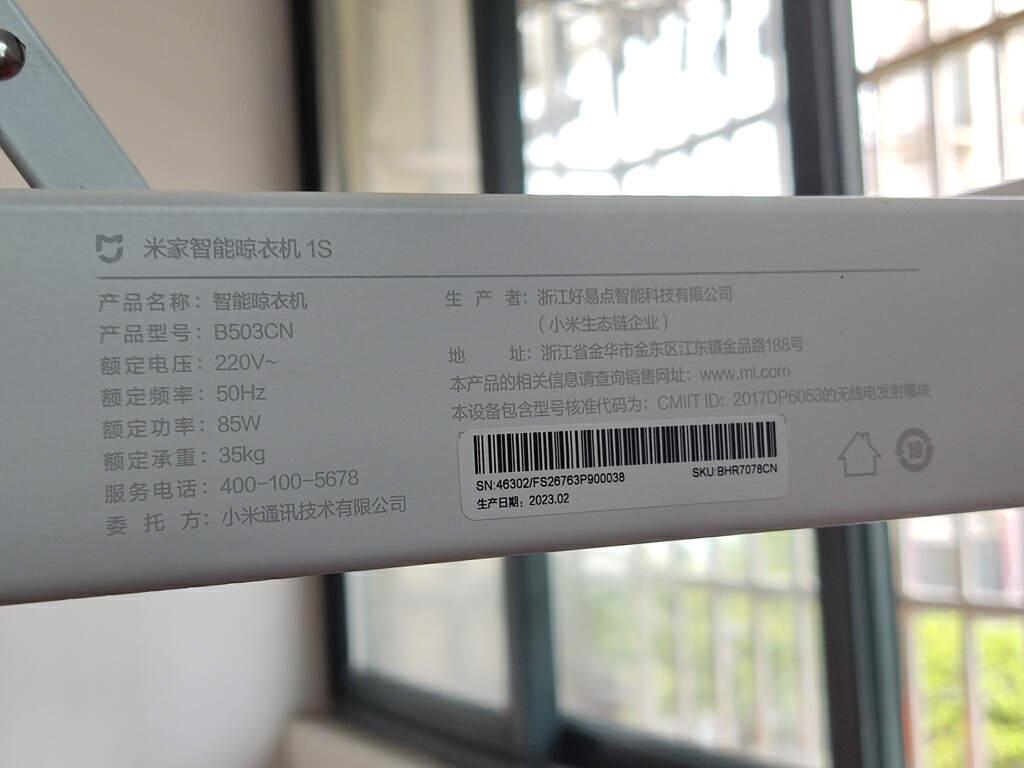 米家智能晾衣机 1S
产品名称：智能晾衣机
产品型号：B503CN
额定电压：220V~
额定频率：50Hz
额定功率：85W
额定承重：35kg
服务电话：400-100-5678
委 托 方：小米通讯技术有限公司
生 产 者：浙江好易点智能科技有限公司
（小米生态链企业）
地 址：浙江省金华市金东区江东镇金品路188号
本产品的相关信息请查询销售网址：www.mi.com
本设备包含型号核准代码为：CMIIT ID：2017DP6053的无线电发射模块
SN:46302/FS26763P900038
SKU:BHR7078CN
生产日期：2023.02
10